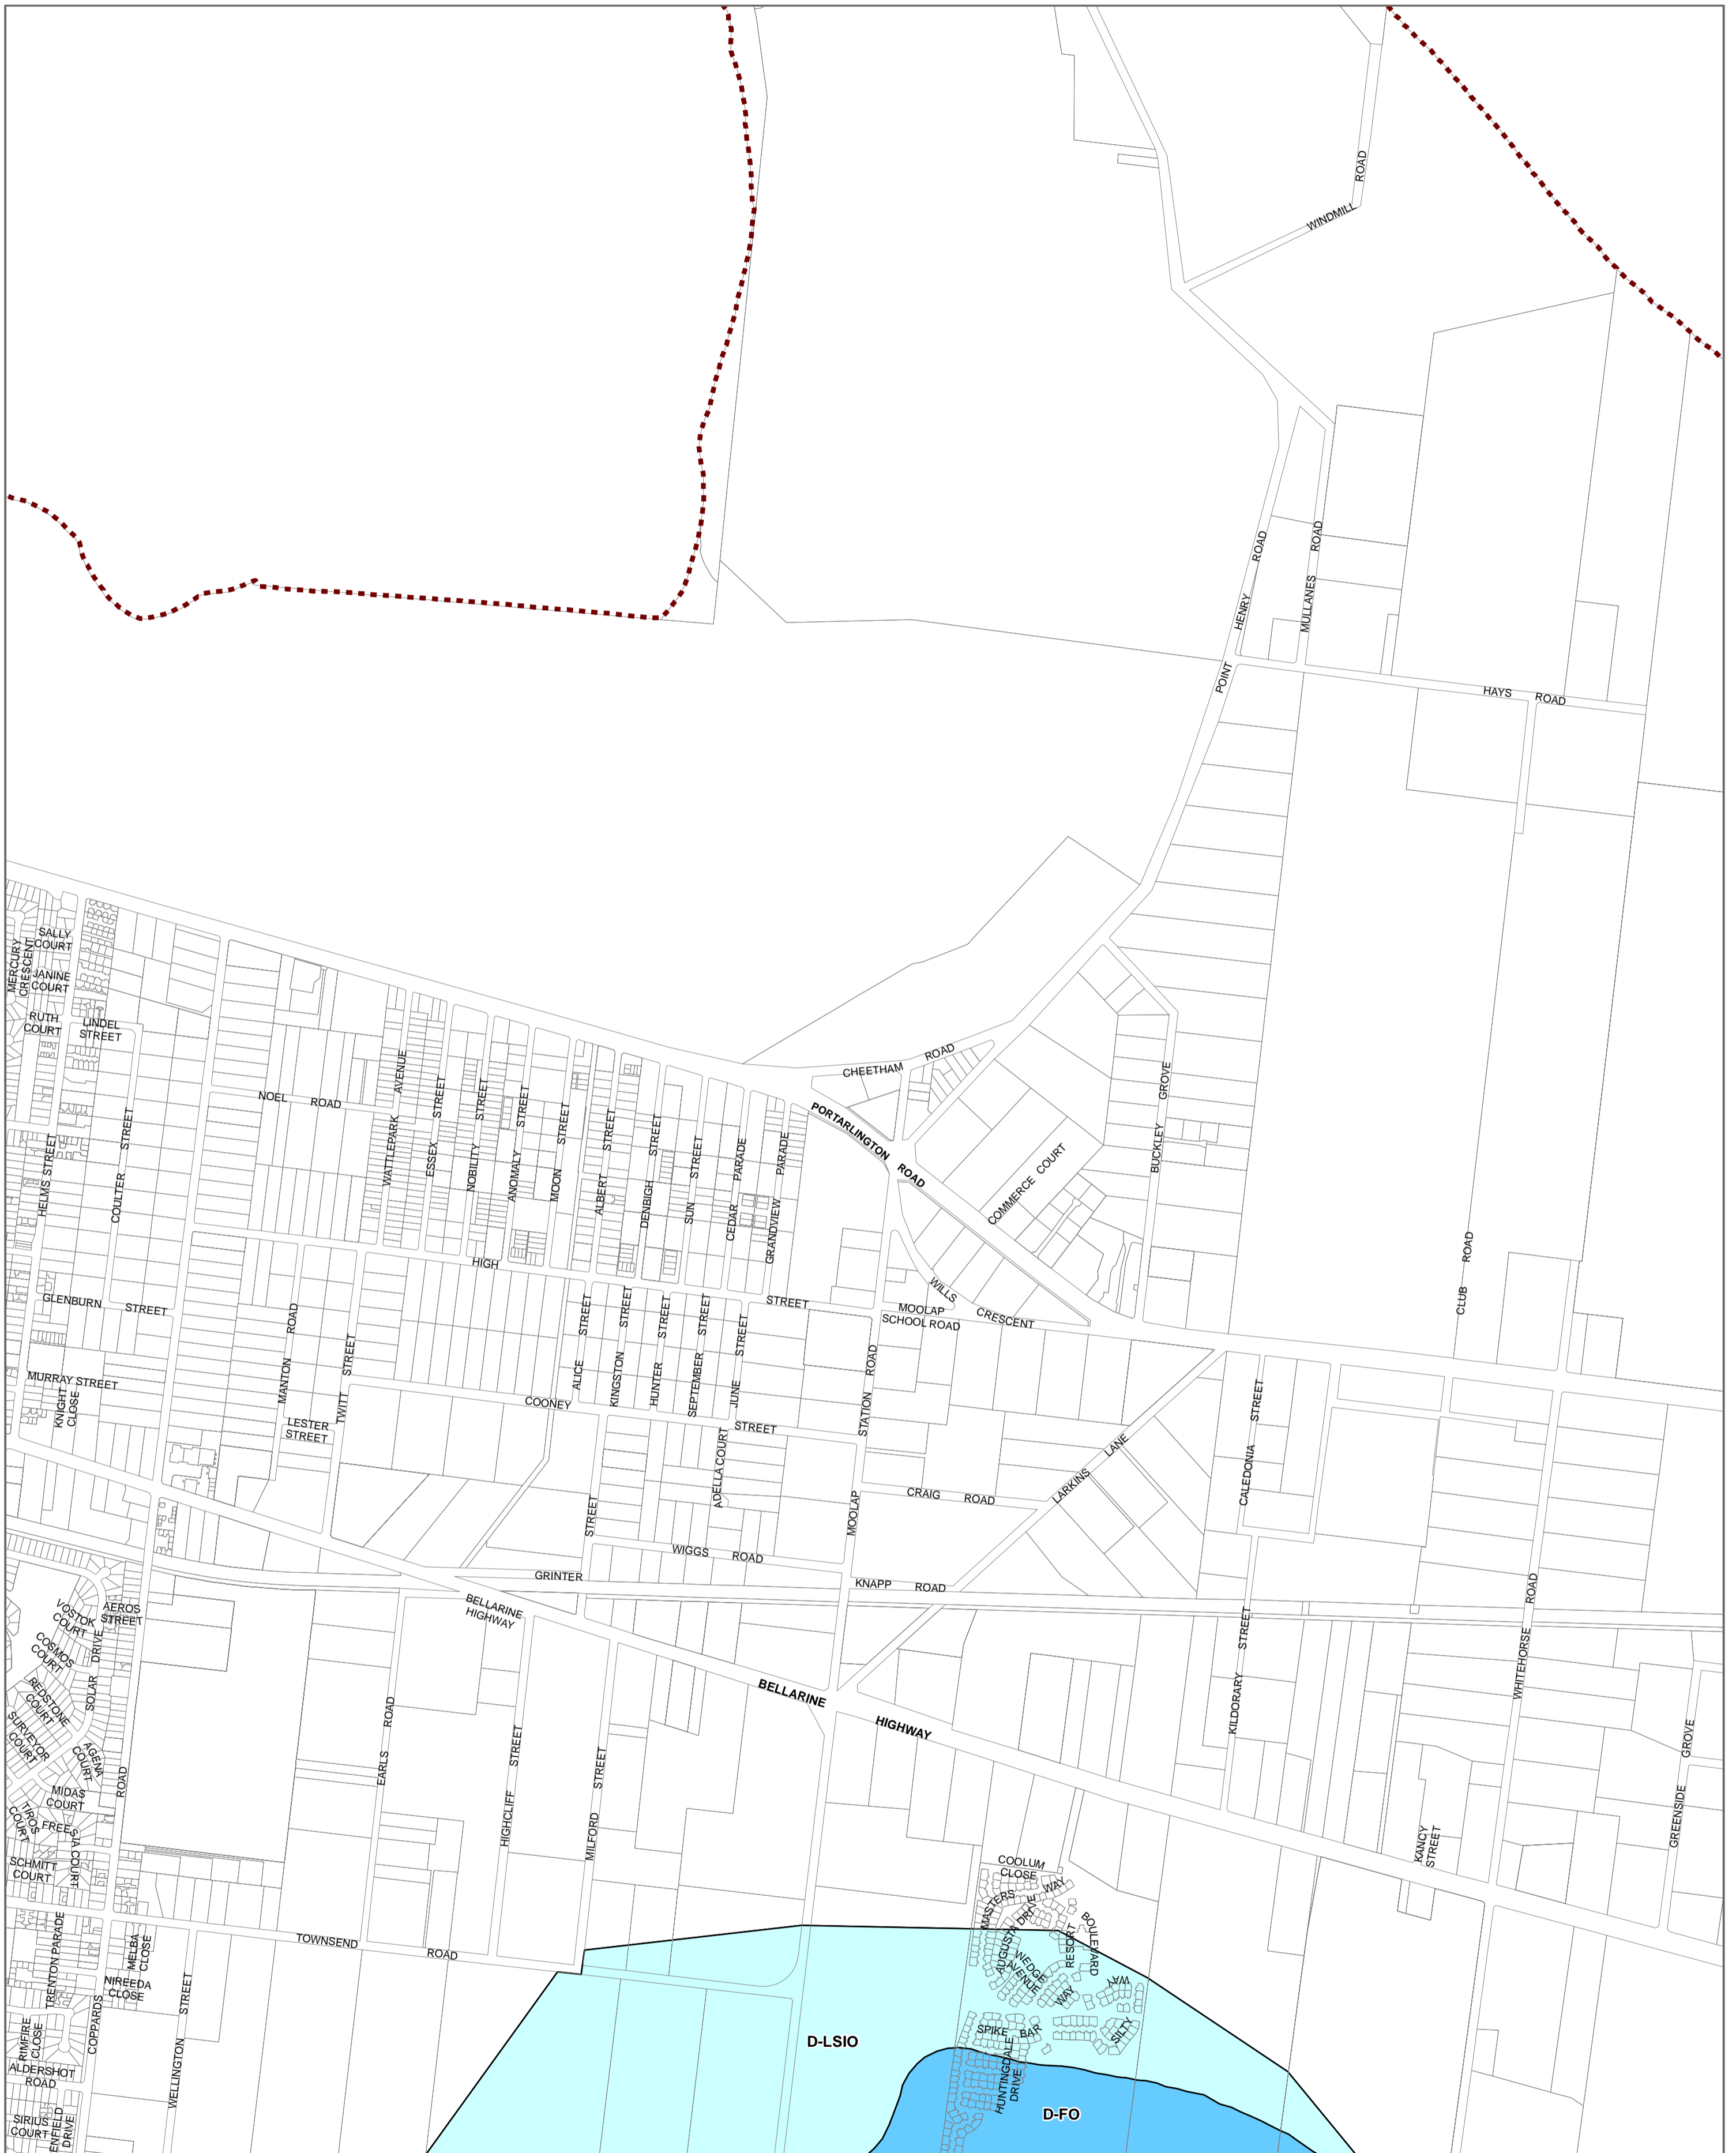 ROAD
WINDMILL
POINT HENRY ROAD
MULLANES ROAD
HAYS ROAD
SALLY
COURT
MERCURY
CRESCENT
JANINE
COURT
RUTH
COURT
LINDEL
STREET
NOEL ROAD
HELMS STREET
COULTER STREET
WATTLEPARK AVENUE
ESSEX STREET
NOBILITY STREET
ANOMALY STREET
MOON STREET
ALBERT STREET
DENBIGH STREET
SUN STREET
CEDAR PARADE
GRANDVIEW PARADE
CHEETHAM ROAD
PORTARLINGTON ROAD
COMMERCE COURT
BUCKLEY GROVE
CLUB ROAD
HIGH STREET
WILLS CRESCENT
MOOLAP
SCHOOL ROAD
GLENBURN STREET
MURRAY STREET
KNIGHT
CLOSE
MANTON ROAD
TWITT STREET
LESTER
STREET
ALICE STREET
KINGSTON STREET
HUNTER STREET
SEPTEMBER STREET
JUNE STREET
COONEY STREET
ADELLA COURT
MOOLAP STATION ROAD
CRAIG ROAD
LARKINS LANE
CALEDONIA STREET
STREET
WIGGS ROAD
GRINTER
KNAPP ROAD
BELLARINE
HIGHWAY
BELLARINE HIGHWAY
AEROS
STREET
VOSTOK
COURT
COSMOS
COURT
REDSTONE
COURT
SURVEYOR
COURT
SOLAR DRIVE
AGENA
COURT
MIDAS
COURT
TIROS
COURT
FREESIA COURT
SCHMITT
COURT
COPPARDS ROAD
EARLS ROAD
HIGHCLIFF STREET
MILFORD STREET
KILDORARY STREET
WHITEHORSE ROAD
KANCY
STREET
GREENSIDE GROVE
TOWNSEND ROAD
TRENTON PARADE
MELBA
CLOSE
NIREEDA
CLOSE
WELLINGTON STREET
RIMFIRE
CLOSE
ALDERSHOT
ROAD
SIRIUS
COURT
ENFIELD
DRIVE
COOLUM
CLOSE
MASTERS WAY
AUGUSTA DRIVE
RESORT BOULEVARD
WEDGE
AVENUE
WAY
WAY
SPIKE BAR
SILTY
HUNTINGDALE
DRIVE
D-LSIO
D-FO